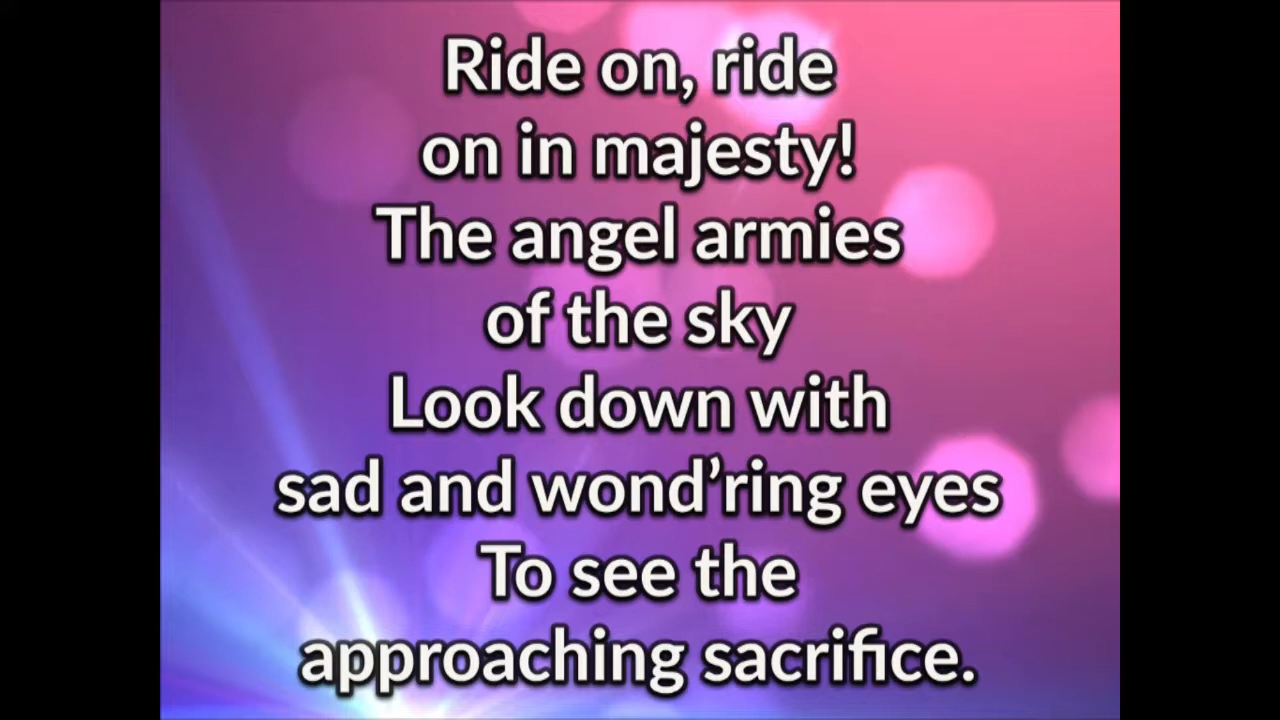 Ride on, ride
on in majesty!
The angel armies
of the sky
Look down with
sad and wond’ring eyes
To see the
approaching sacrifice.